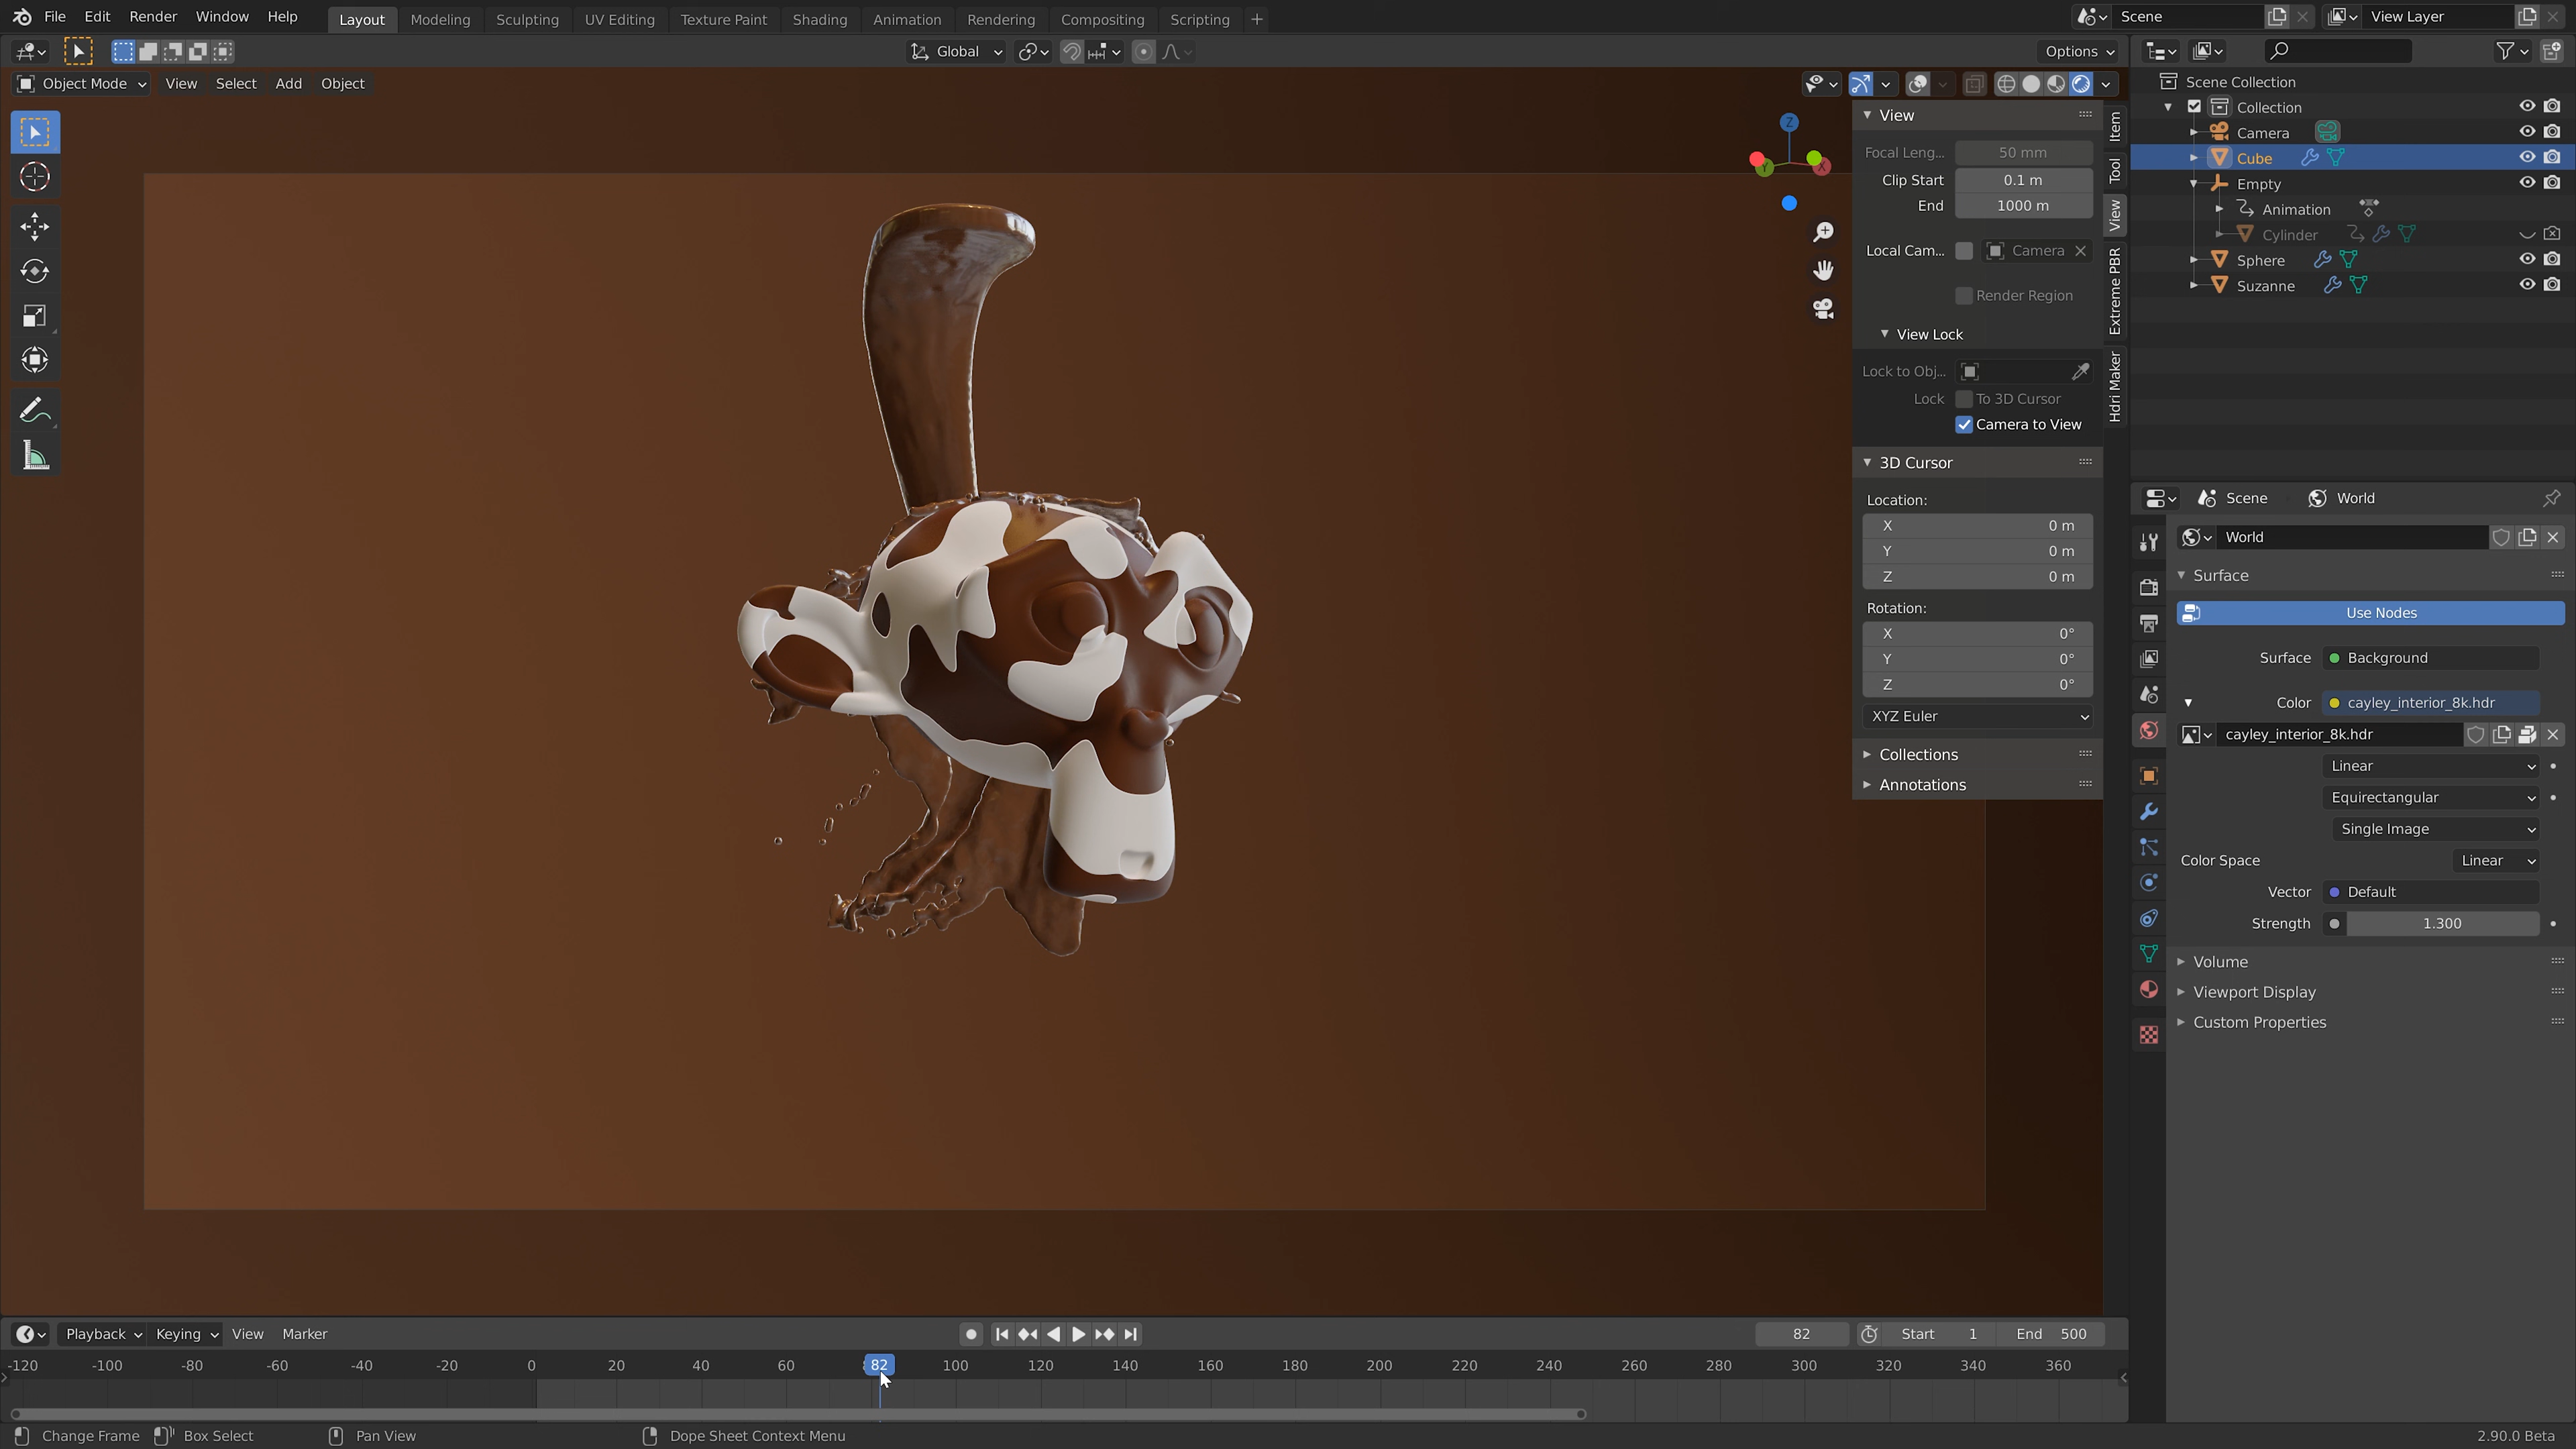 File Edit Render Window Help Layout Modeling Sculpting UV Editing Texture Paint Shading Animation Rendering Compositing Scripting + Scene View Layer
Global Options
Object Mode View Select Add Object
View
Focal Leng... 50 mm
Clip Start 0.1 m
End 1000 m
Local Cam... Camera
Render Region
View Lock
Lock to Obj...
Lock To 3D Cursor
Camera to View
3D Cursor
Location:
X 0 m
Y 0 m
Z 0 m
Rotation:
X 0°
Y 0°
Z 0°
XYZ Euler
Collections
Annotations
Item
Tool
View
Extreme PBR
Hdri Maker
Z
Y
X
Scene Collection
Collection
Camera
Cube
Empty
Animation
Cylinder
Sphere
Suzanne
Scene World
World
Surface
Use Nodes
Surface Background
Color cayley_interior_8k.hdr
cayley_interior_8k.hdr
Linear
Equirectangular
Single Image
Color Space Linear
Vector Default
Strength 1.300
Volume
Viewport Display
Custom Properties
Playback Keying View Marker 82 Start 1 End 500
-120 -100 -80 -60 -40 -20 0 20 40 60 82 100 120 140 160 180 200 220 240 260 280 300 320 340 360
Change Frame Box Select Pan View Dope Sheet Context Menu 2.90.0 Beta